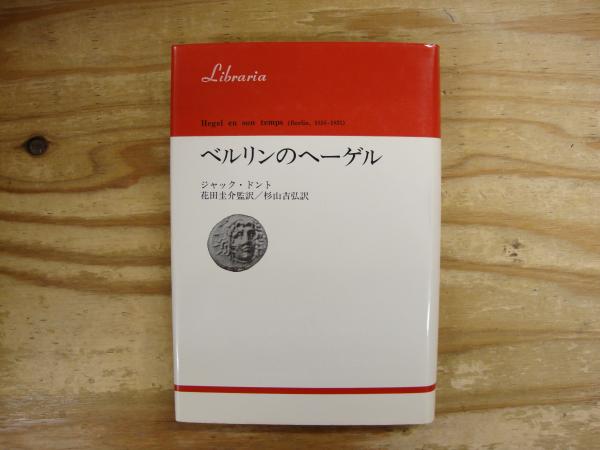 Libraria
Hegel en son temps (Berlin, 1818-1831)
ベルリンのヘーゲル
ジャック・ドント
花田圭介監訳／杉山吉弘訳